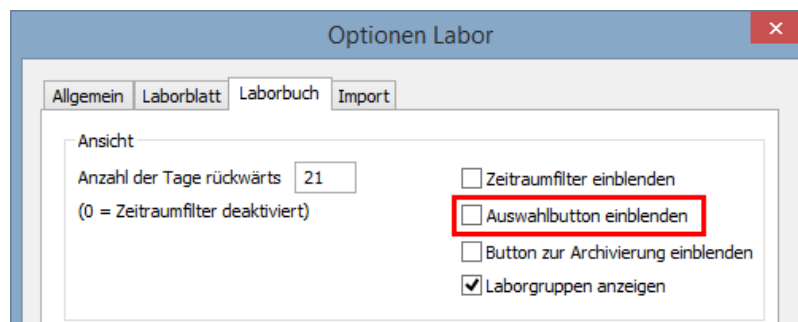 Optionen Labor
Allgemein Laborblatt Laborbuch Import
Ansicht
Anzahl der Tage rückwärts 21
(0 = Zeitraumfilter deaktiviert)
Zeitraumfilter einblenden
Auswahlbutton einblenden
Button zur Archivierung einblenden
Laborgruppen anzeigen